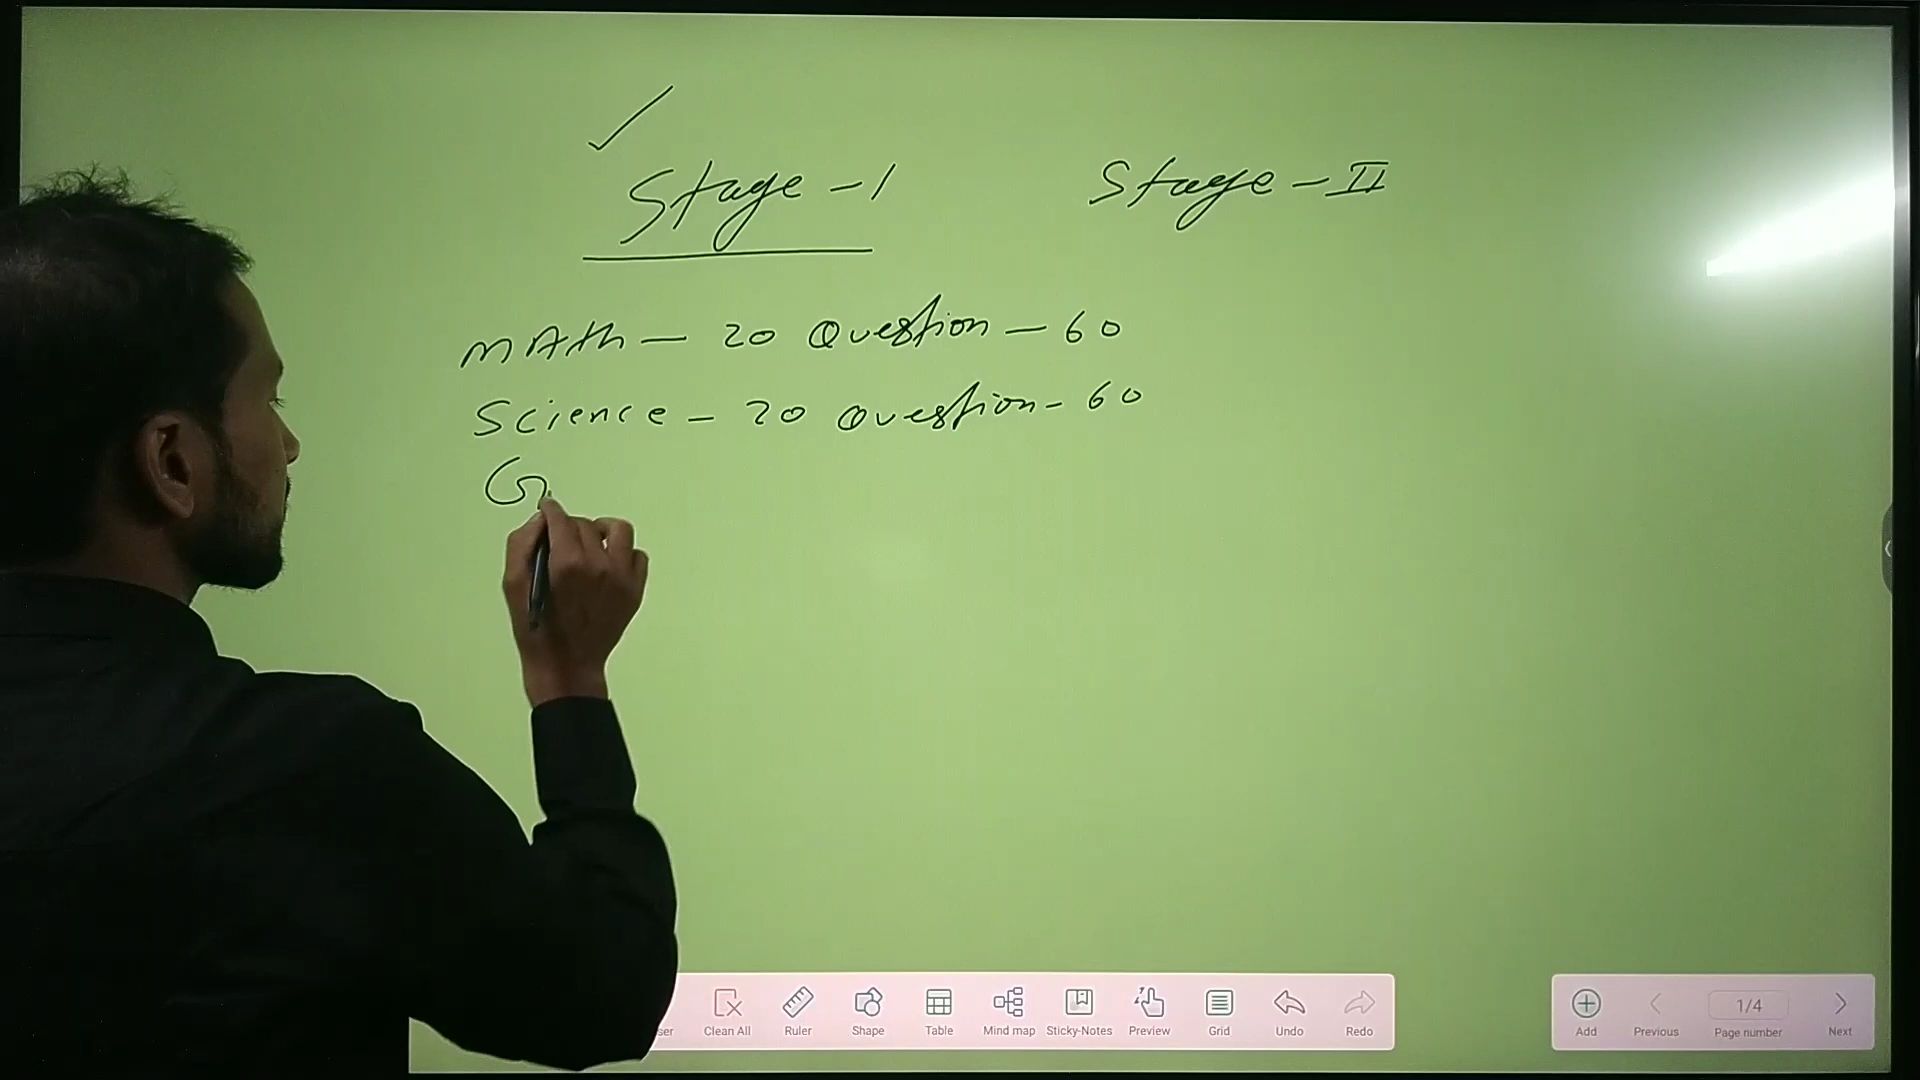 Stage - 1
Stage - II
MAth - 20 Question - 60
Science - 20 Question - 60
G
ser
Clean All
Ruler
Shape
Table
Mind map
Sticky-Notes
Preview
Grid
Undo
Redo
Add
Previous
1/4
Page number
Next